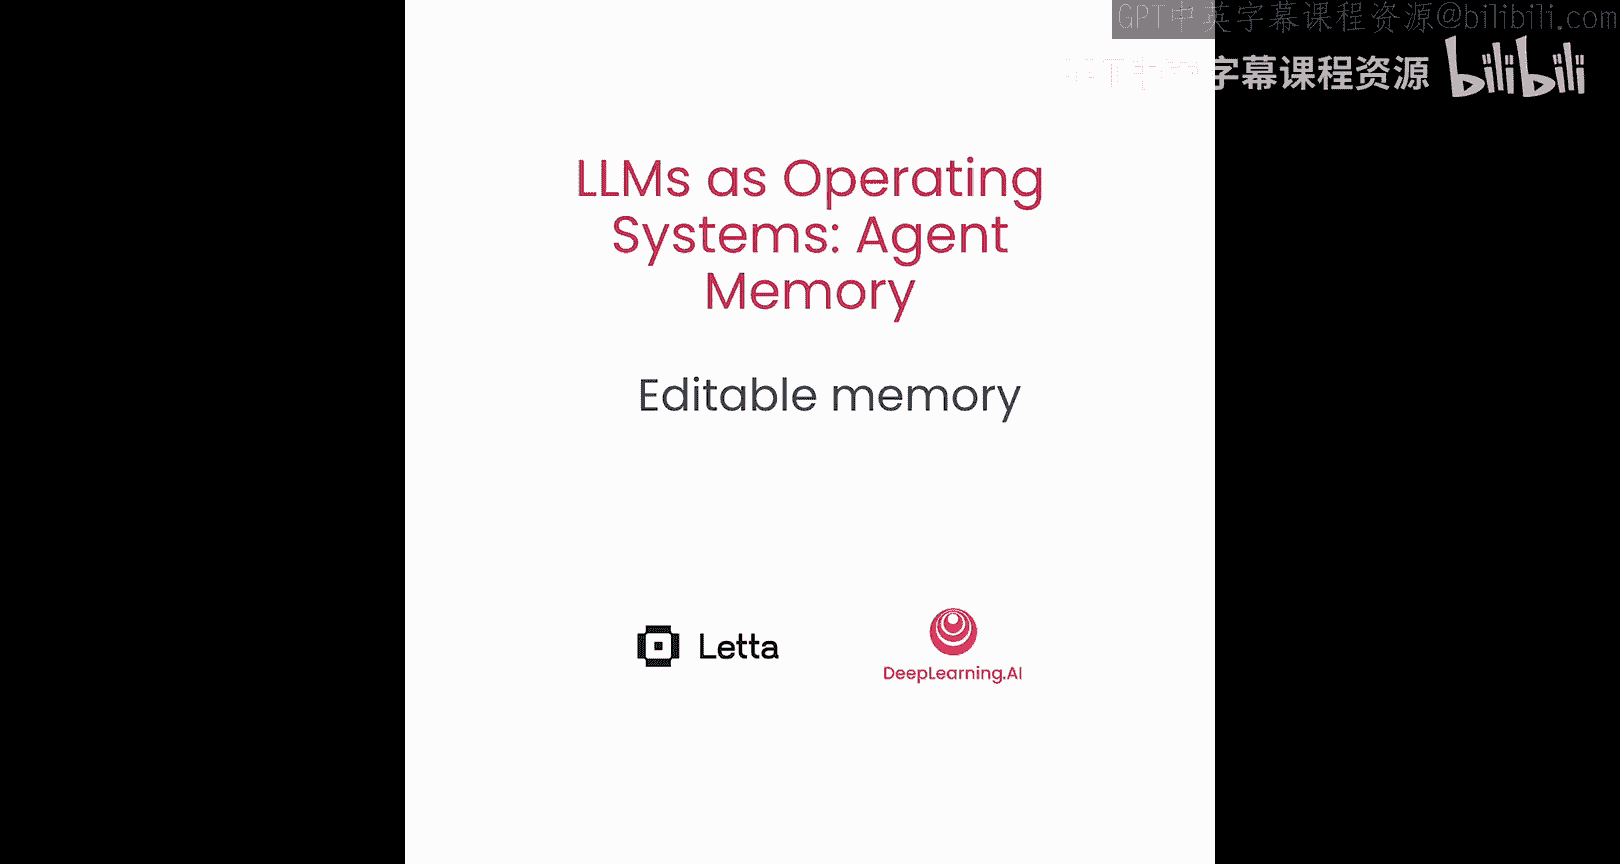 GPT中英字幕课程资源@bilibili.com
字幕课程资源 bilibili
LLMs as Operating
Systems: Agent
Memory
Editable memory
Letta
DeepLearning.AI